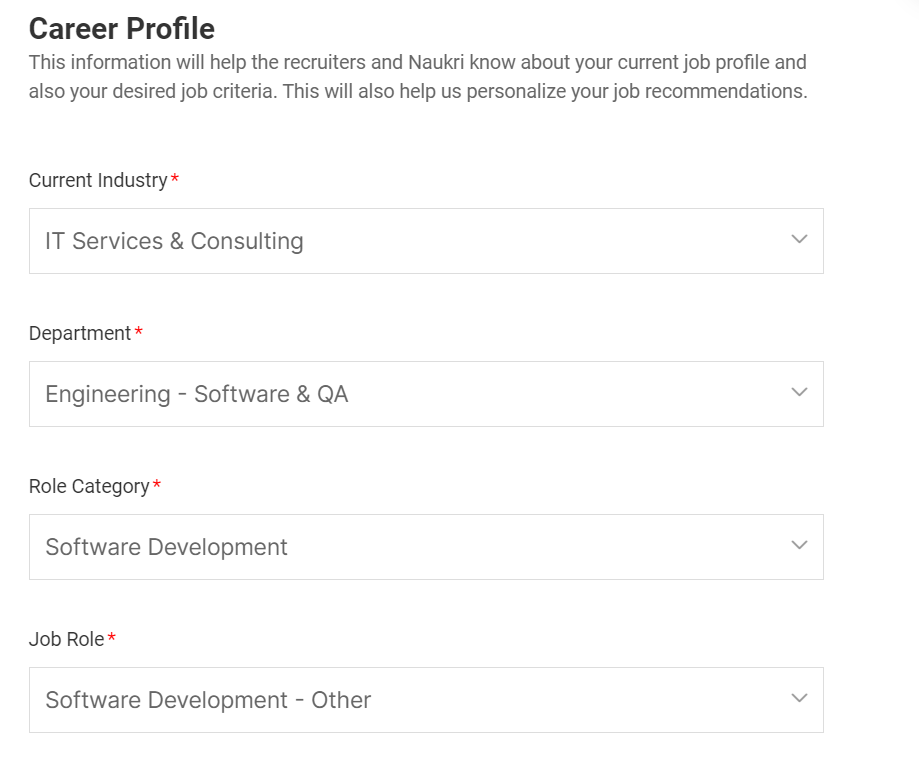 Career Profile
This information will help the recruiters and Naukri know about your current job profile and
also your desired job criteria. This will also help us personalize your job recommendations.
Current Industry*
IT Services & Consulting
Department*
Engineering - Software & QA
Role Category*
Software Development
Job Role*
Software Development - Other